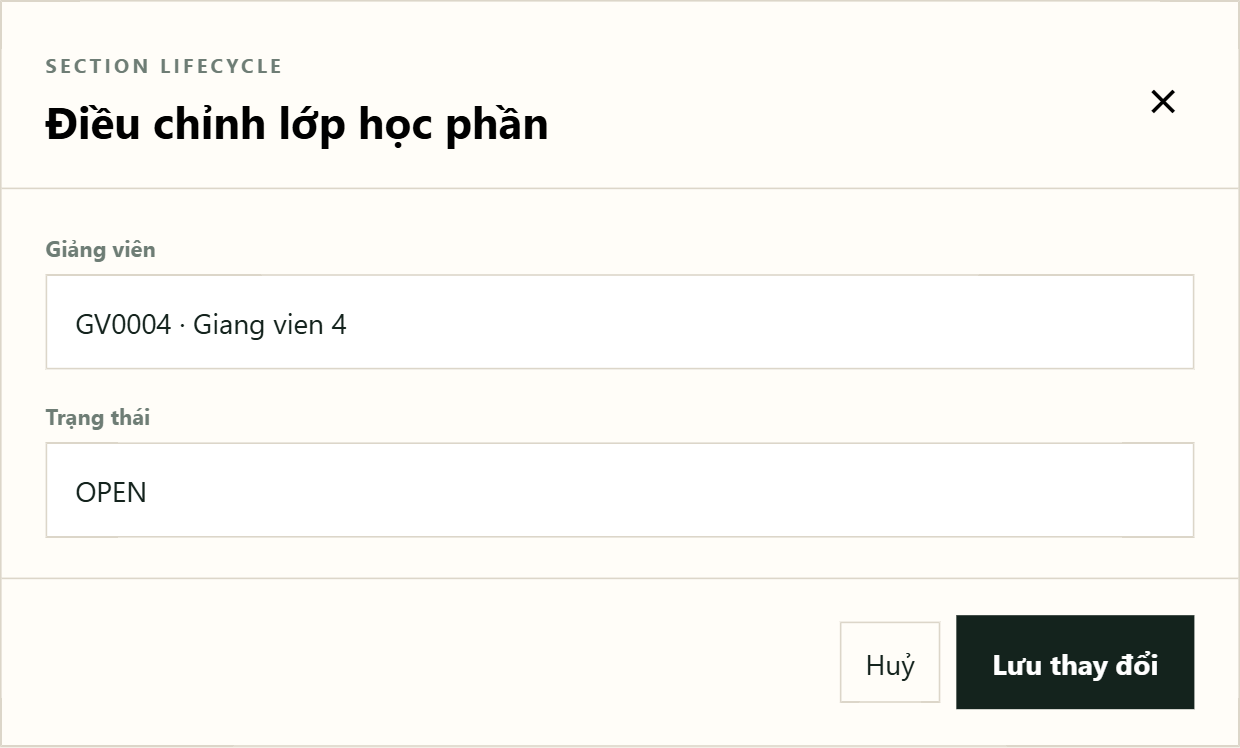 SECTION LIFECYCLE
Điều chỉnh lớp học phần
Giảng viên
GV0004 · Giang vien 4
Trạng thái
OPEN
Huỷ
Lưu thay đổi